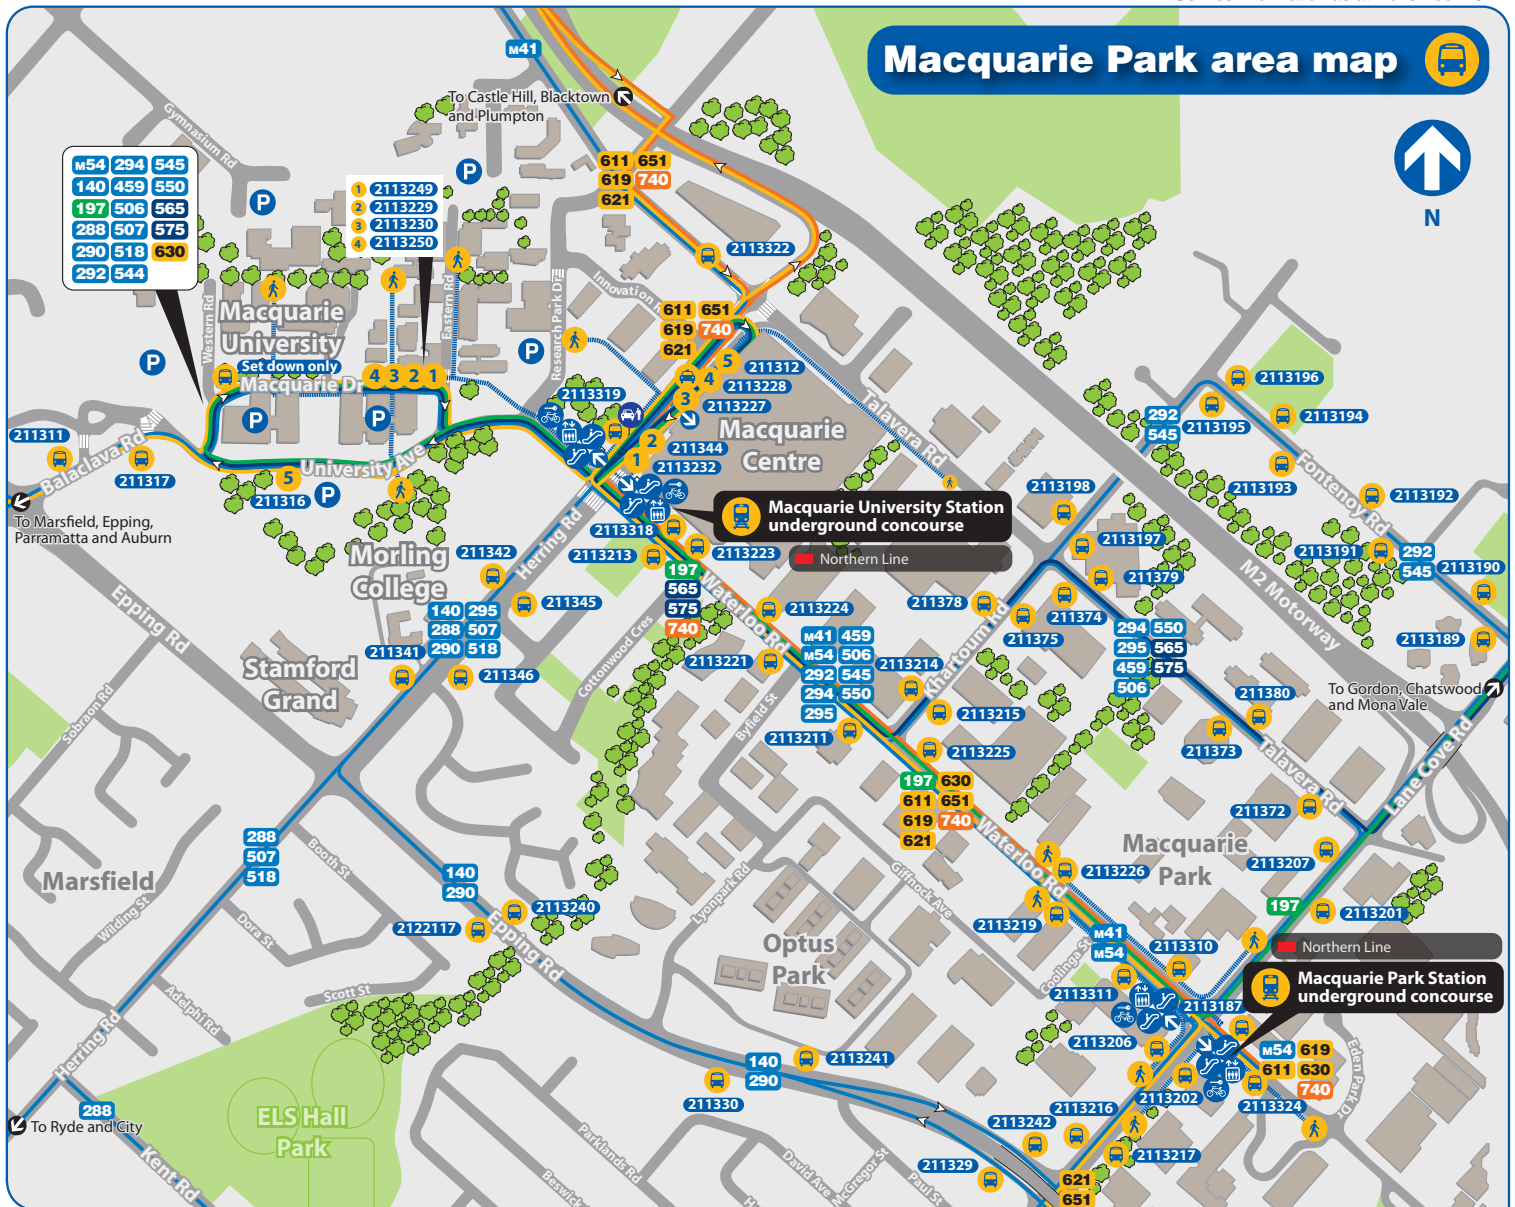 Macquarie Park area map
N
M41
To Castle Hill, Blacktown
and Plumpton
Gymnasium Rd
M54 294 545
140 459 550
197 506 565
288 507 575
290 518 630
292 544
1 2113249
2 2113229
3 2113230
4 2113250
P
P
611 651
619 740
621
2113322
Western Rd
Macquarie
University
Eastern Rd
Research Park Dr
Innovation
611 651
619 740
621
P
P
Set down only
Macquarie Dr
4 3 2 1
5
211312
4
2113228
3
2113227
2113319
Talavera Rd
2113196
2113194
2113195
292
545
P
P
Macquarie
Centre
211311
Balaclava Rd
211317
University Ave
2
211344
1
2113232
5
211316
P
Fontenoy Rd
2113193
2113192
2113198
To Marsfield, Epping,
Parramatta and Auburn
Macquarie University Station
underground concourse
Northern Line
Herring Rd
2113318
2113213
2113223
2113197
2113191
292
545
2113190
Morling
College
211342
211345
197
565
575
740
Waterloo Rd
M2 Motorway
2113379
211378
211374
211375
Epping Rd
140 295
288 507
290 518
2113224
M41 459
M54 506
292 545
294 550
295
Khartoum Rd
294 550
295 565
459 575
506
2113189
Stamford
Grand
211341
211346
Cottonwood Cres
2113221
2113214
Byfield St
2113215
211380
To Gordon, Chatswood
and Mona Vale
Sobraon Rd
2113211
2113225
211373
Talavera Rd
Lane Cove Rd
197 630
611 651
619 740
621
211372
288
507
518
Booth St
Waterloo Rd
Macquarie
Park
2113207
Marsfield
Wilding St
140
290
Lyonpark Rd
Giffnock Ave
2113226
197
2113201
Dora St
2122117
2113240
Epping Rd
2113219
Optus
Park
M41
M54
2113310
Northern Line
Coolinga St
Macquarie Park Station
underground concourse
Scott St
Adelphi Rd
2113311
2113187
Herring Rd
2113206
M54 619
611 630
740
Eden Park Dr
140
290
2113241
211330
2113202
2113324
288
To Ryde and City
ELS Hall
Park
2113216
2113242
2113217
Kent Rd
Parklands Rd
David Ave
McGregor St
211329
Beswick
Paul St
621
651